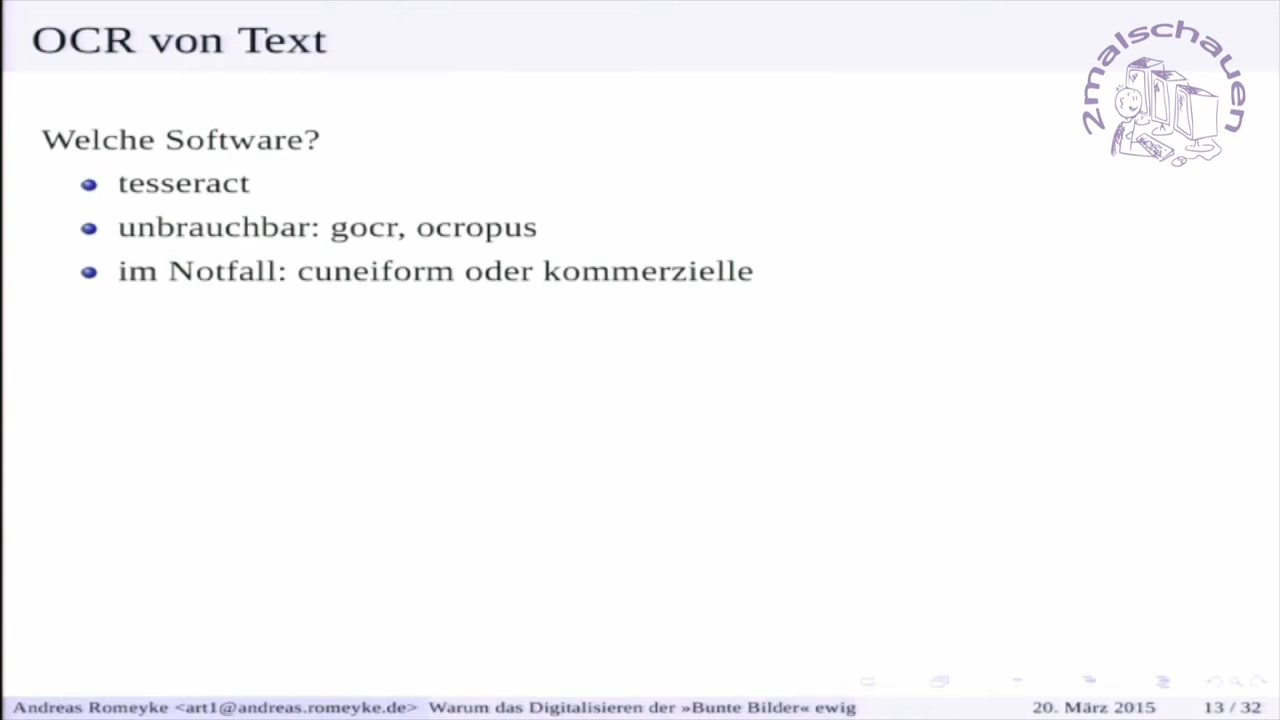 OCR von Text
2malschauen
Welche Software?
tesseract
unbrauchbar: gocr, ocropus
im Notfall: cuneiform oder kommerzielle
Andreas Romeyke <art1@andreas.romeyke.de> Warum das Digitalisieren der »Bunte Bilder« ewig 20. März 2015 13 / 32